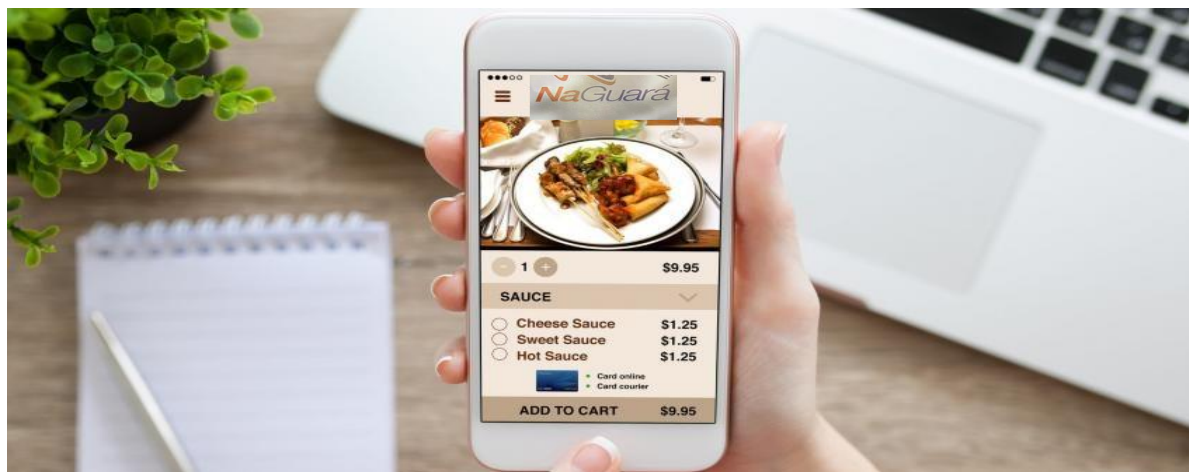 NaGuará
1 $9.95
SAUCE
Cheese Sauce $1.25
Sweet Sauce $1.25
Hot Sauce $1.25
• Card online
• Card courier
ADD TO CART $9.95